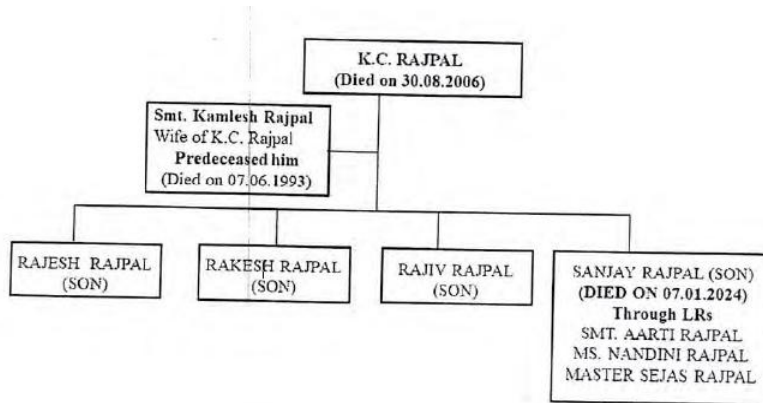 K.C. RAJPAL
(Died on 30.08.2006)
Smt. Kamlesh Rajpal
Wife of K.C. Rajpal
Predeceased him
(Died on 07.06.1993)
RAJESH RAJPAL
(SON)
RAKESH RAJPAL
(SON)
RAJIV RAJPAL
(SON)
SANJAY RAJPAL (SON)
(DIED ON 07.01.2024)
Through LRs
SMT. AARTI RAJPAL
MS. NANDINI RAJPAL
MASTER SEJAS RAJPAL